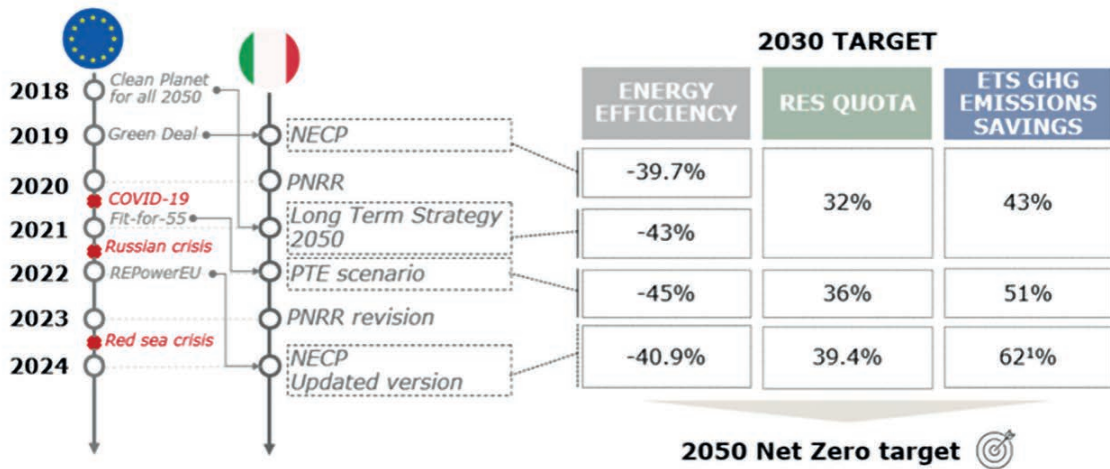 2030 TARGET
2018
2019
2020
2021
2022
2023
2024
Clean Planet
for all 2050
Green Deal
COVID-19
Fit-for-55
Russian crisis
REPowerEU
Red sea crisis
NECP
PNRR
Long Term Strategy
2050
PTE scenario
PNRR revision
NECP
Updated version
ENERGY
EFFICIENCY
RES QUOTA
ETS GHG
EMISSIONS
SAVINGS
-39.7%
32%
43%
-43%
-45%
36%
51%
-40.9%
39.4%
62¹%
2050 Net Zero target